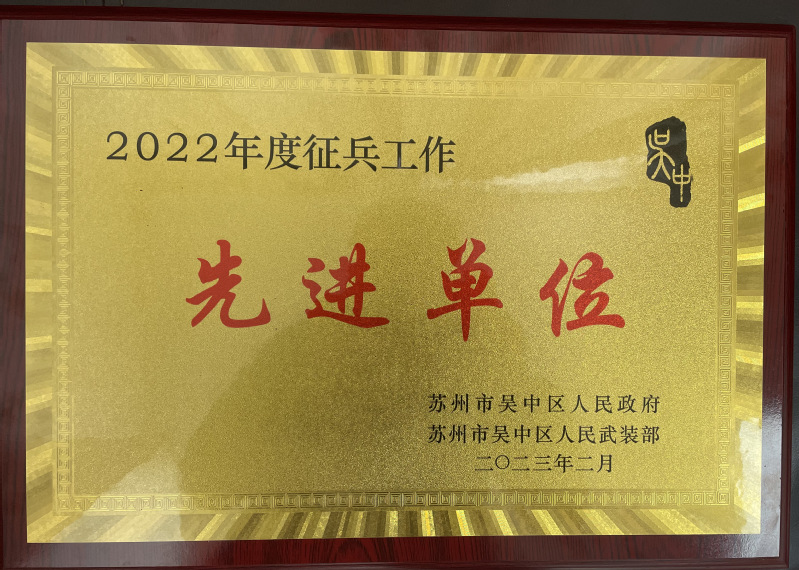 2022年度征兵工作
吴中
先进单位
苏州市吴中区人民政府
苏州市吴中区人民武装部
二〇二三年二月